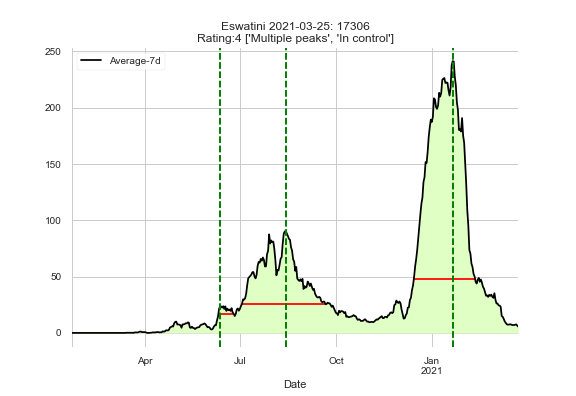 Eswatini 2021-03-25: 17306
Rating:4 ['Multiple peaks', 'In control']
Average-7d
250
200
150
100
50
0
Apr
Jul
Oct
Jan
2021
Date